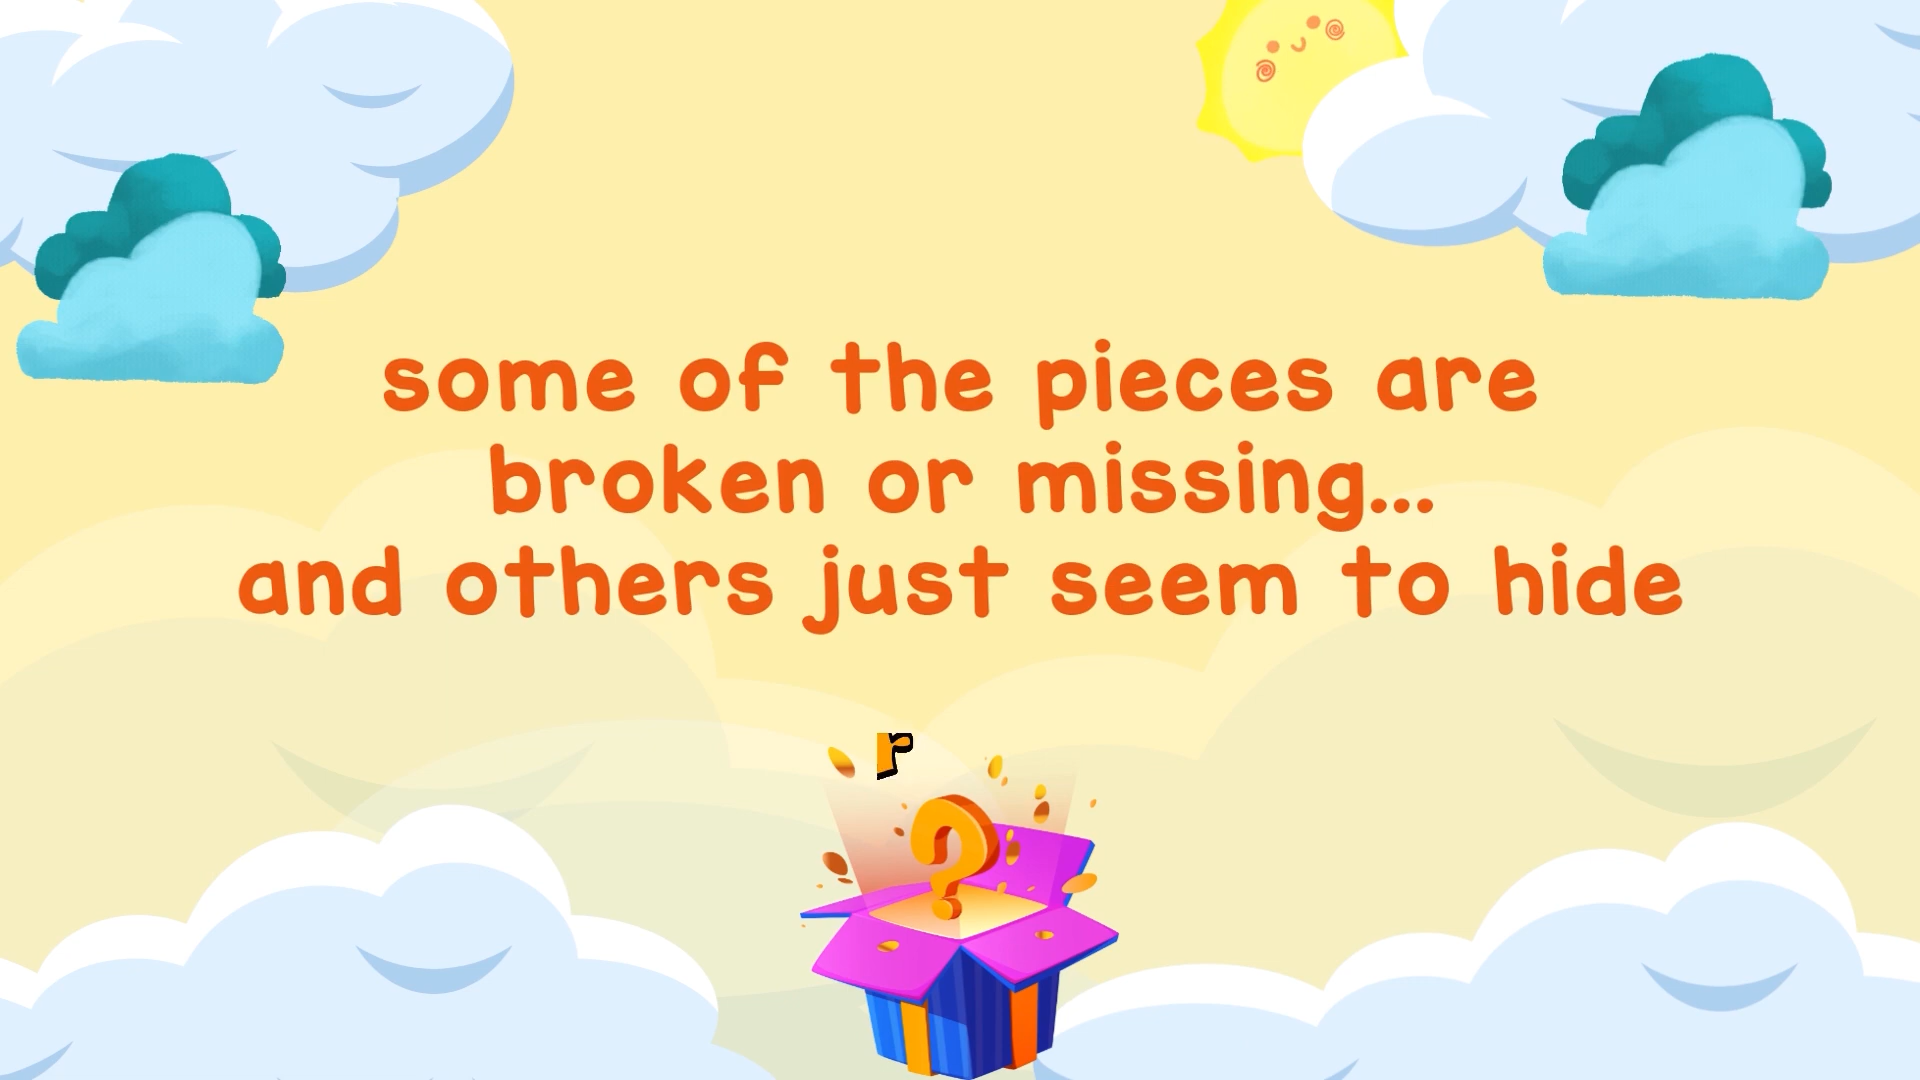 some of the pieces are
broken or missing...
and others just seem to hide
r
?